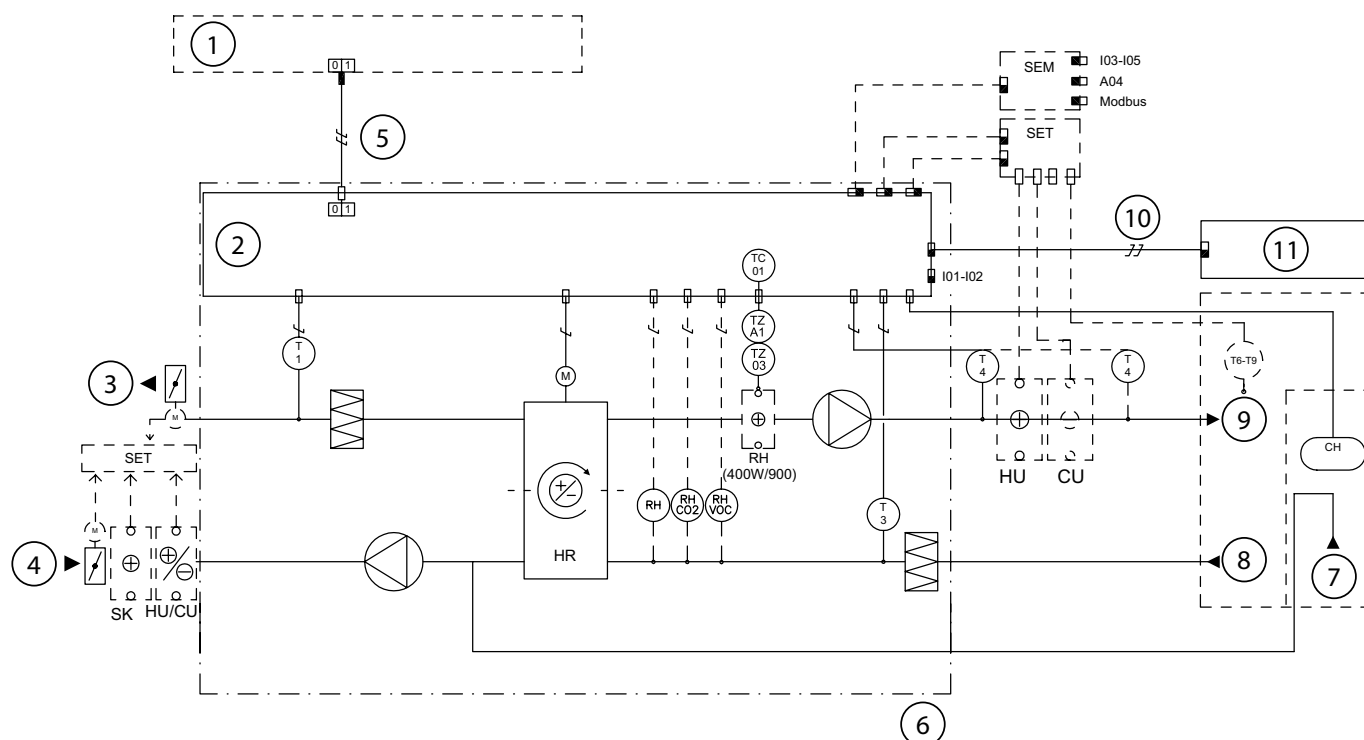 1
0 1
5
SEM
I03-I05
A04
Modbus
SET
0 1
2
10
11
I01-I02
TC
01
TZ
A1
TZ
03
T
1
M
T
4
T
4
T6-T9
3
M
9
CH
SET
RH
(400W/900)
HU
CU
RH
RH
CO2
RH
VOC
T
3
+/-
HR
M
4
8
7
SK
HU/CU
6